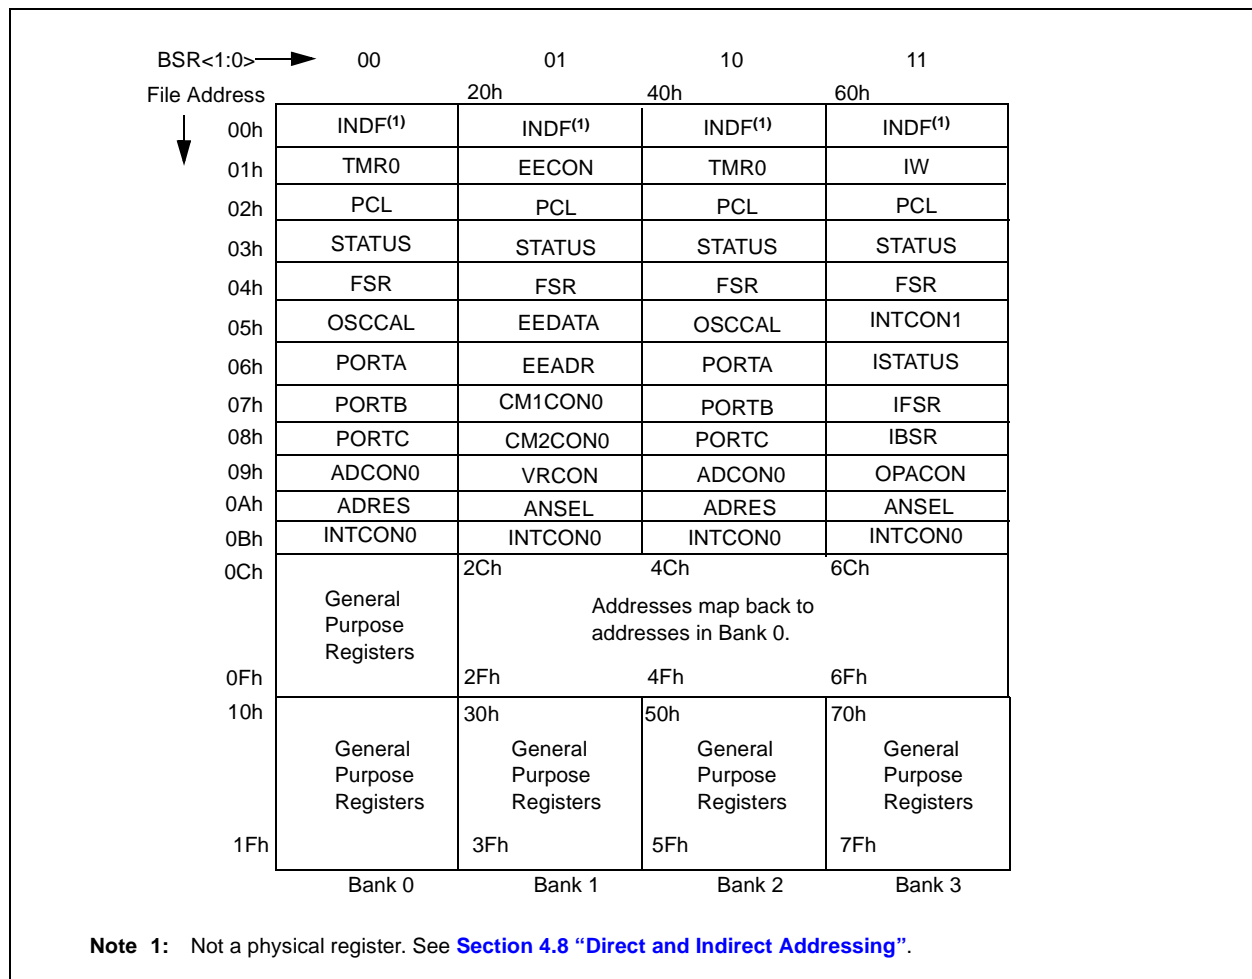 BSR<1:0> 00 01 10 11
File Address 20h 40h 60h
00h INDF(1) INDF(1) INDF(1) INDF(1)
01h TMR0 EECON TMR0 IW
02h PCL PCL PCL PCL
03h STATUS STATUS STATUS STATUS
04h FSR FSR FSR FSR
05h OSCCAL EEDATA OSCCAL INTCON1
06h PORTA EEADR PORTA ISTATUS
07h PORTB CM1CON0 PORTB IFSR
08h PORTC CM2CON0 PORTC IBSR
09h ADCON0 VRCON ADCON0 OPACON
0Ah ADRES ANSEL ADRES ANSEL
0Bh INTCON0 INTCON0 INTCON0 INTCON0
0Ch 2Ch 4Ch 6Ch
General
Purpose
Registers
Addresses map back to
addresses in Bank 0.
0Fh 2Fh 4Fh 6Fh
10h 30h 50h 70h
General General General General
Purpose Purpose Purpose Purpose
Registers Registers Registers Registers
1Fh 3Fh 5Fh 7Fh
Bank 0 Bank 1 Bank 2 Bank 3
Note 1: Not a physical register. See Section 4.8 “Direct and Indirect Addressing”.